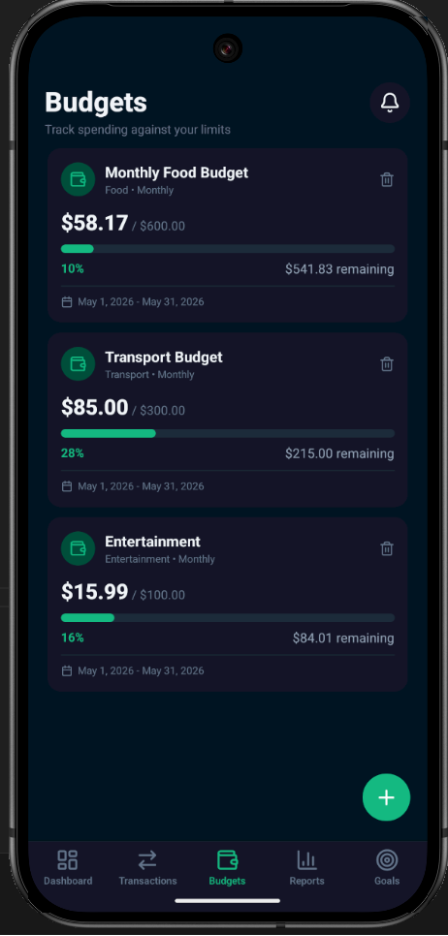 Budgets
Track spending against your limits
Monthly Food Budget
Food • Monthly
$58.17 / $600.00
10% $541.83 remaining
May 1, 2026 - May 31, 2026
Transport Budget
Transport • Monthly
$85.00 / $300.00
28% $215.00 remaining
May 1, 2026 - May 31, 2026
Entertainment
Entertainment • Monthly
$15.99 / $100.00
16% $84.01 remaining
May 1, 2026 - May 31, 2026
Dashboard Transactions Budgets Reports Goals